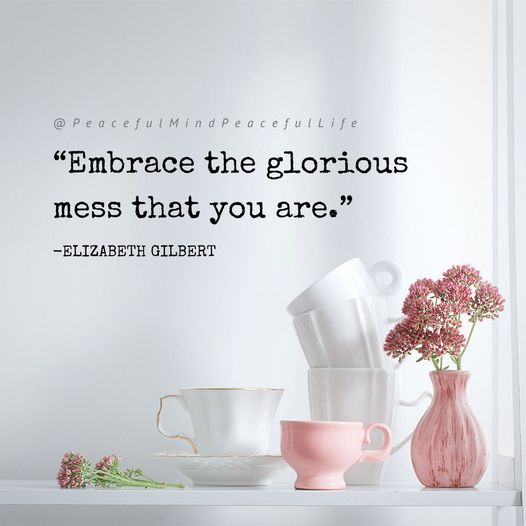 @PeacefulMindPeacefulLife
“Embrace the glorious
mess that you are.”
–ELIZABETH GILBERT